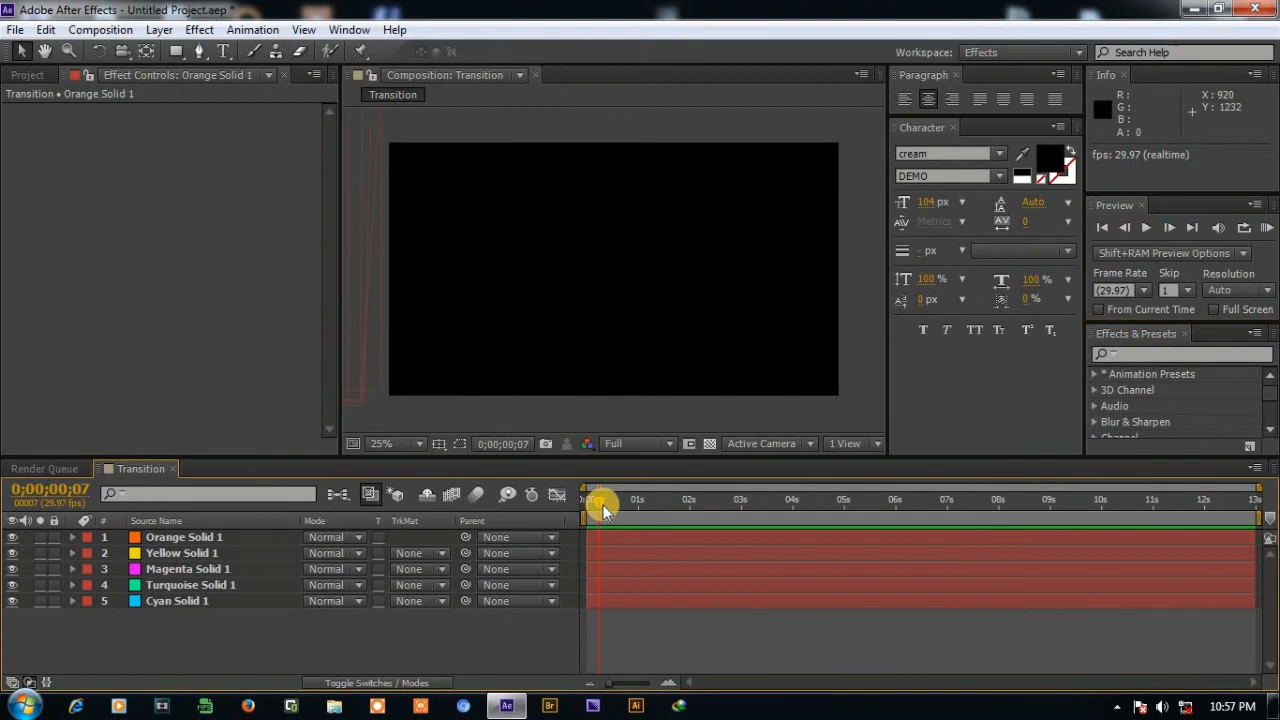 Adobe After Effects - Untitled Project.aep *
File Edit Composition Layer Effect Animation View Window Help
Workspace: Effects Search Help
Project Effect Controls: Orange Solid 1 Composition: Transition Paragraph Info
Transition • Orange Solid 1 Transition
R : X : 920
G : Y : 1232
B :
A : 0
Character
cream fps: 29.97 (realtime)
DEMO
104 px Auto Preview
Metrics 0
- px Shift+RAM Preview Options
100 % 100 % Frame Rate Skip Resolution
0 px 0 % (29.97) 1 Auto
From Current Time Full Screen
T T TT Tt T¹ T₁ Effects & Presets
* Animation Presets
3D Channel
Audio
Blur & Sharpen
Channel
25% 0;00;00;07 Full Active Camera 1 View
Render Queue Transition
0;00;00;07
00007 (29.97 fps)
01s 02s 03s 04s 05s 06s 07s 08s 09s 10s 11s 12s 13s
# Source Name Mode T TrkMat Parent
1 Orange Solid 1 Normal None
2 Yellow Solid 1 Normal None None
3 Magenta Solid 1 Normal None None
4 Turquoise Solid 1 Normal None None
5 Cyan Solid 1 Normal None None
Toggle Switches / Modes
Ae Br Ai 10:57 PM